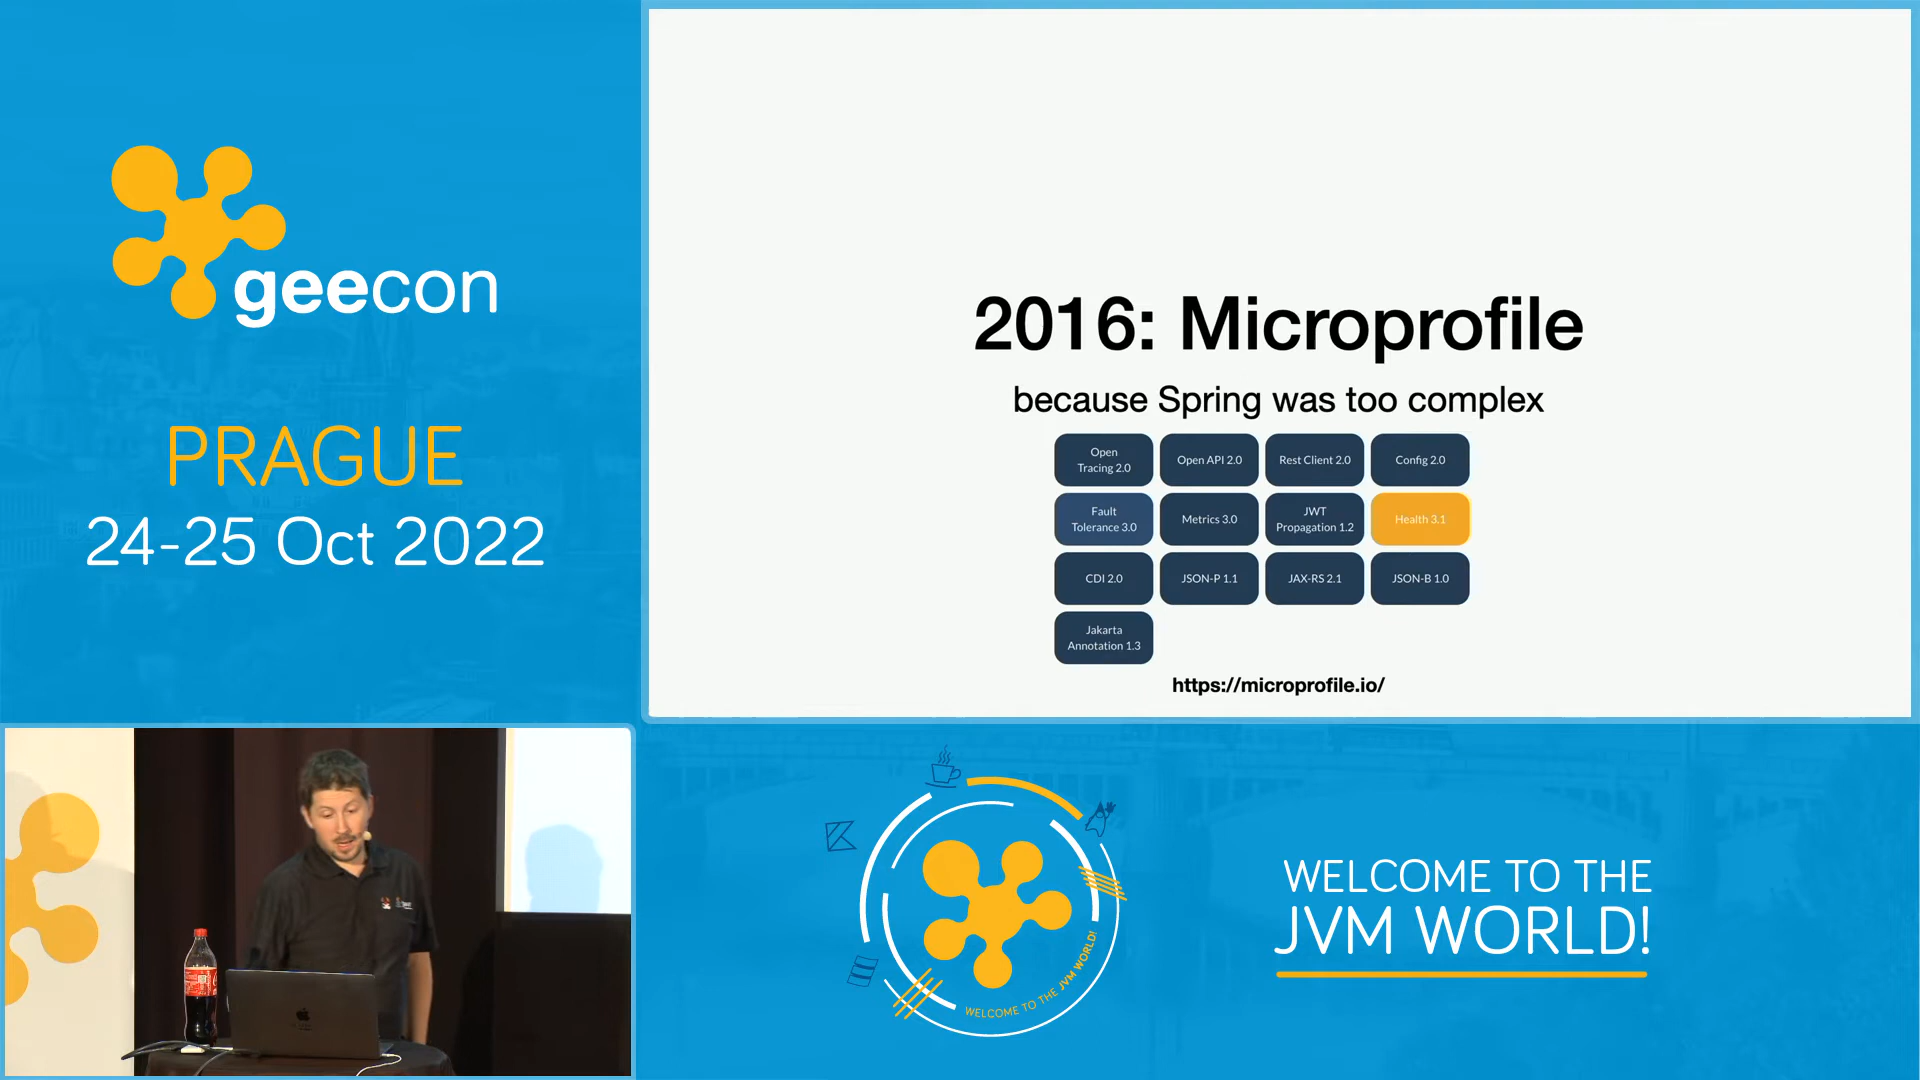 geecon
PRAGUE
24-25 Oct 2022
2016: Microprofile
because Spring was too complex
Open
Tracing 2.0
Open API 2.0
Rest Client 2.0
Config 2.0
Fault
Tolerance 3.0
Metrics 3.0
JWT
Propagation 1.2
Health 3.1
CDI 2.0
JSON-P 1.1
JAX-RS 2.1
JSON-B 1.0
Jakarta
Annotation 1.3
https://microprofile.io/
WELCOME TO THE JVM WORLD!
WELCOME TO THE
JVM WORLD!